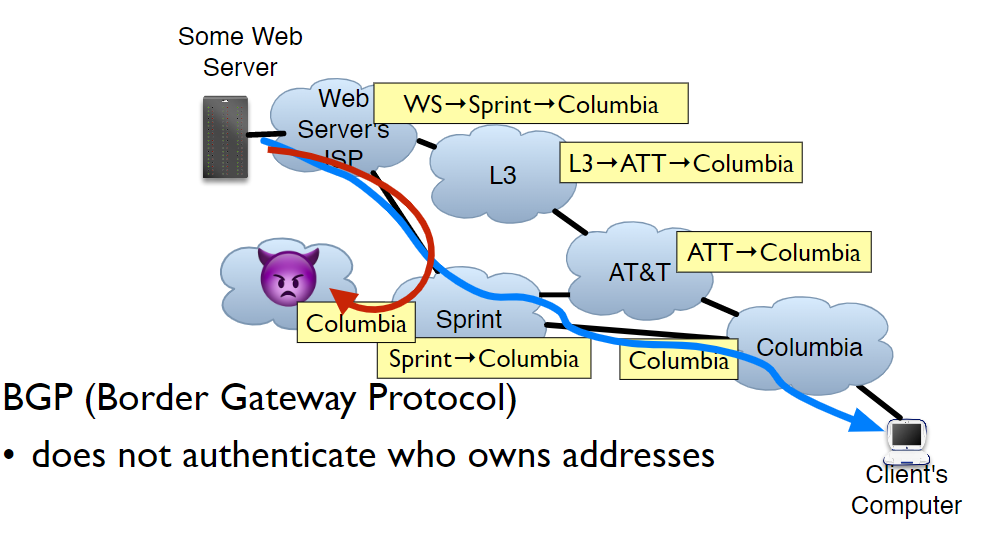 Some Web
Server
Web
Server's
ISP
WS→Sprint→Columbia
L3
L3→ATT→Columbia
AT&T
ATT→Columbia
Columbia
Sprint
Sprint→Columbia
Columbia
Columbia
BGP (Border Gateway Protocol)
• does not authenticate who owns addresses
Client's
Computer